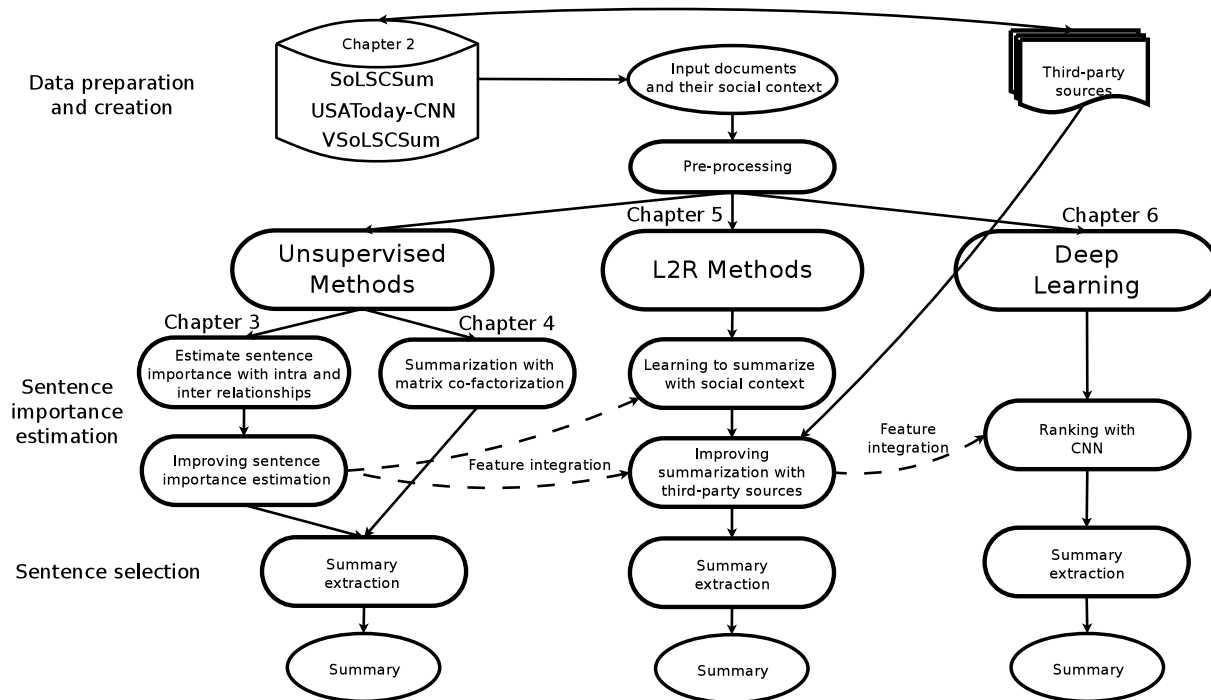 Chapter 2
SoLSCSum
USAToday-CNN
VSoLSCSum
Data preparation
and creation
Input documents
and their social context
Third-party
sources
Pre-processing
Chapter 5
Chapter 6
Unsupervised
Methods
L2R Methods
Deep
Learning
Chapter 3
Chapter 4
Estimate sentence
importance with intra and
inter relationships
Summarization with
matrix co-factorization
Learning to summarize
with social context
Sentence
importance
estimation
Improving sentence
importance estimation
Feature integration
Improving
summarization with
third-party sources
Feature
integration
Ranking with
CNN
Sentence selection
Summary
extraction
Summary
extraction
Summary
extraction
Summary
Summary
Summary